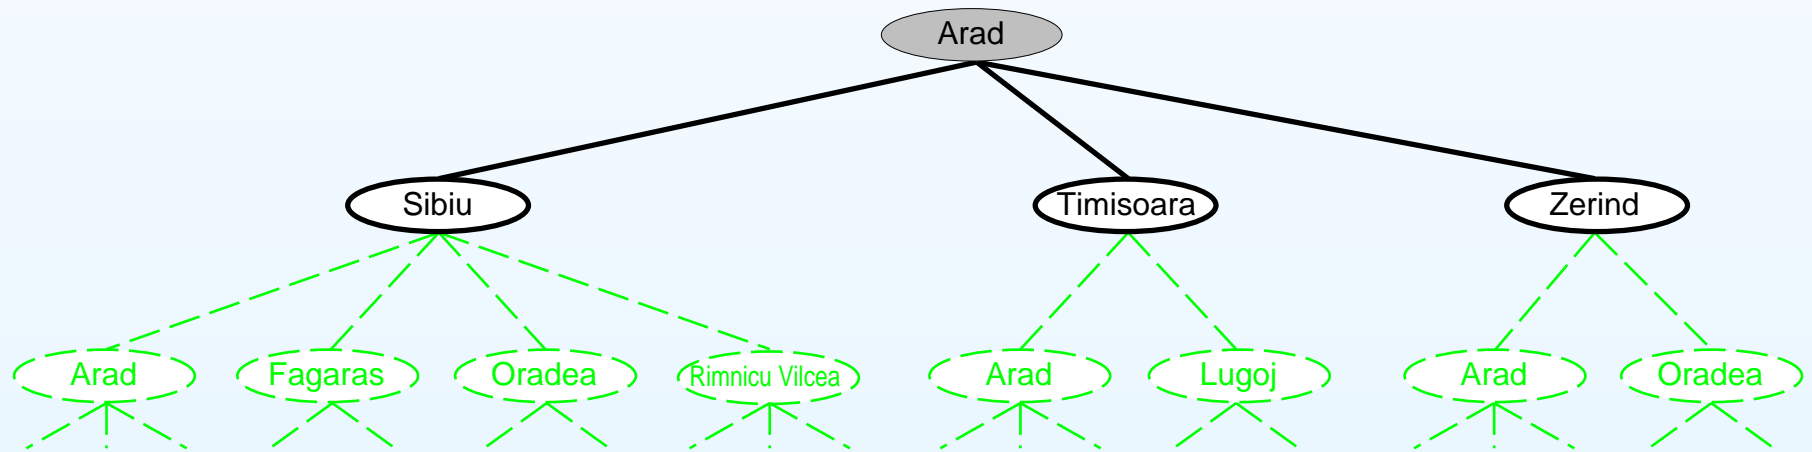 Arad
Sibiu
Timisoara
Zerind
Arad
Fagaras
Oradea
Rimnicu Vilcea
Arad
Lugoj
Arad
Oradea